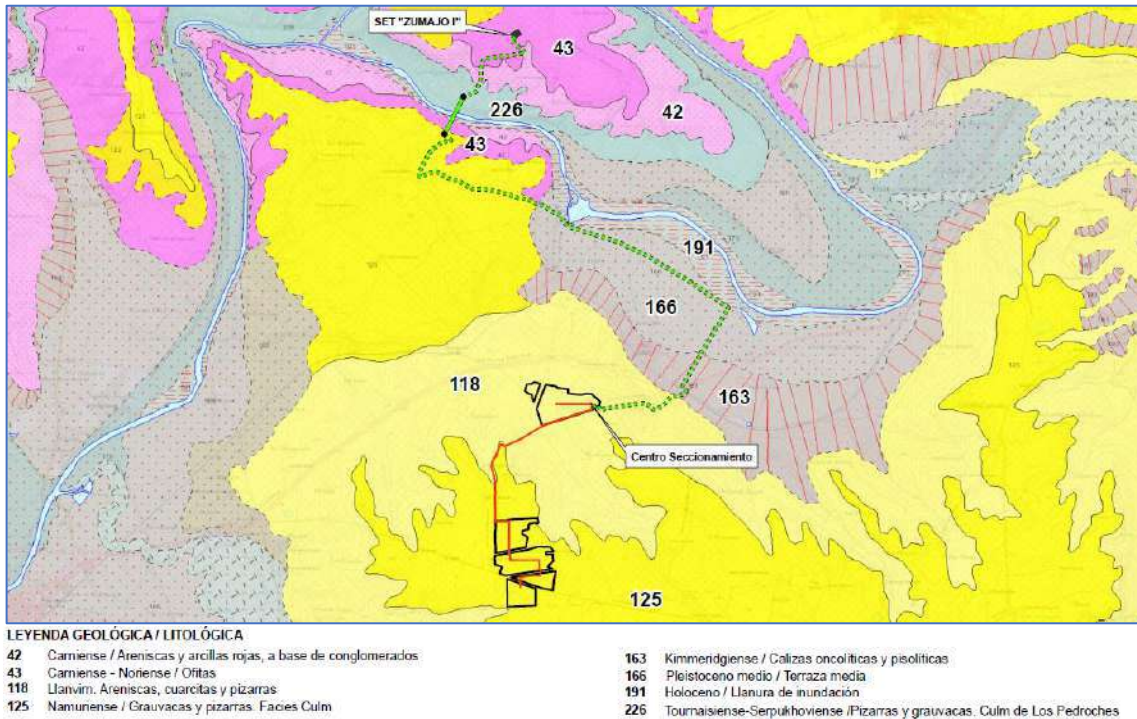 SET "ZUMAJO I"
43
42
226
43
191
166
118
163
Centro Seccionamiento
125
LEYENDA GEOLÓGICA / LITOLÓGICA
42 Carniense / Areniscas y arcillas rojas, a base de conglomerados
43 Carniense - Noriense / Ofitas
118 Llanvirn. Areniscas, cuarcitas y pizarras
125 Namuriense / Grauvacas y pizarras. Facies Culm
163 Kimmeridgiense / Calizas oncolíticas y pisolíticas
166 Pleistoceno medio / Terraza media
191 Holoceno / Llanura de inundación
226 Tournaisiense-Serpukhoviense /Pizarras y grauvacas. Culm de Los Pedroches